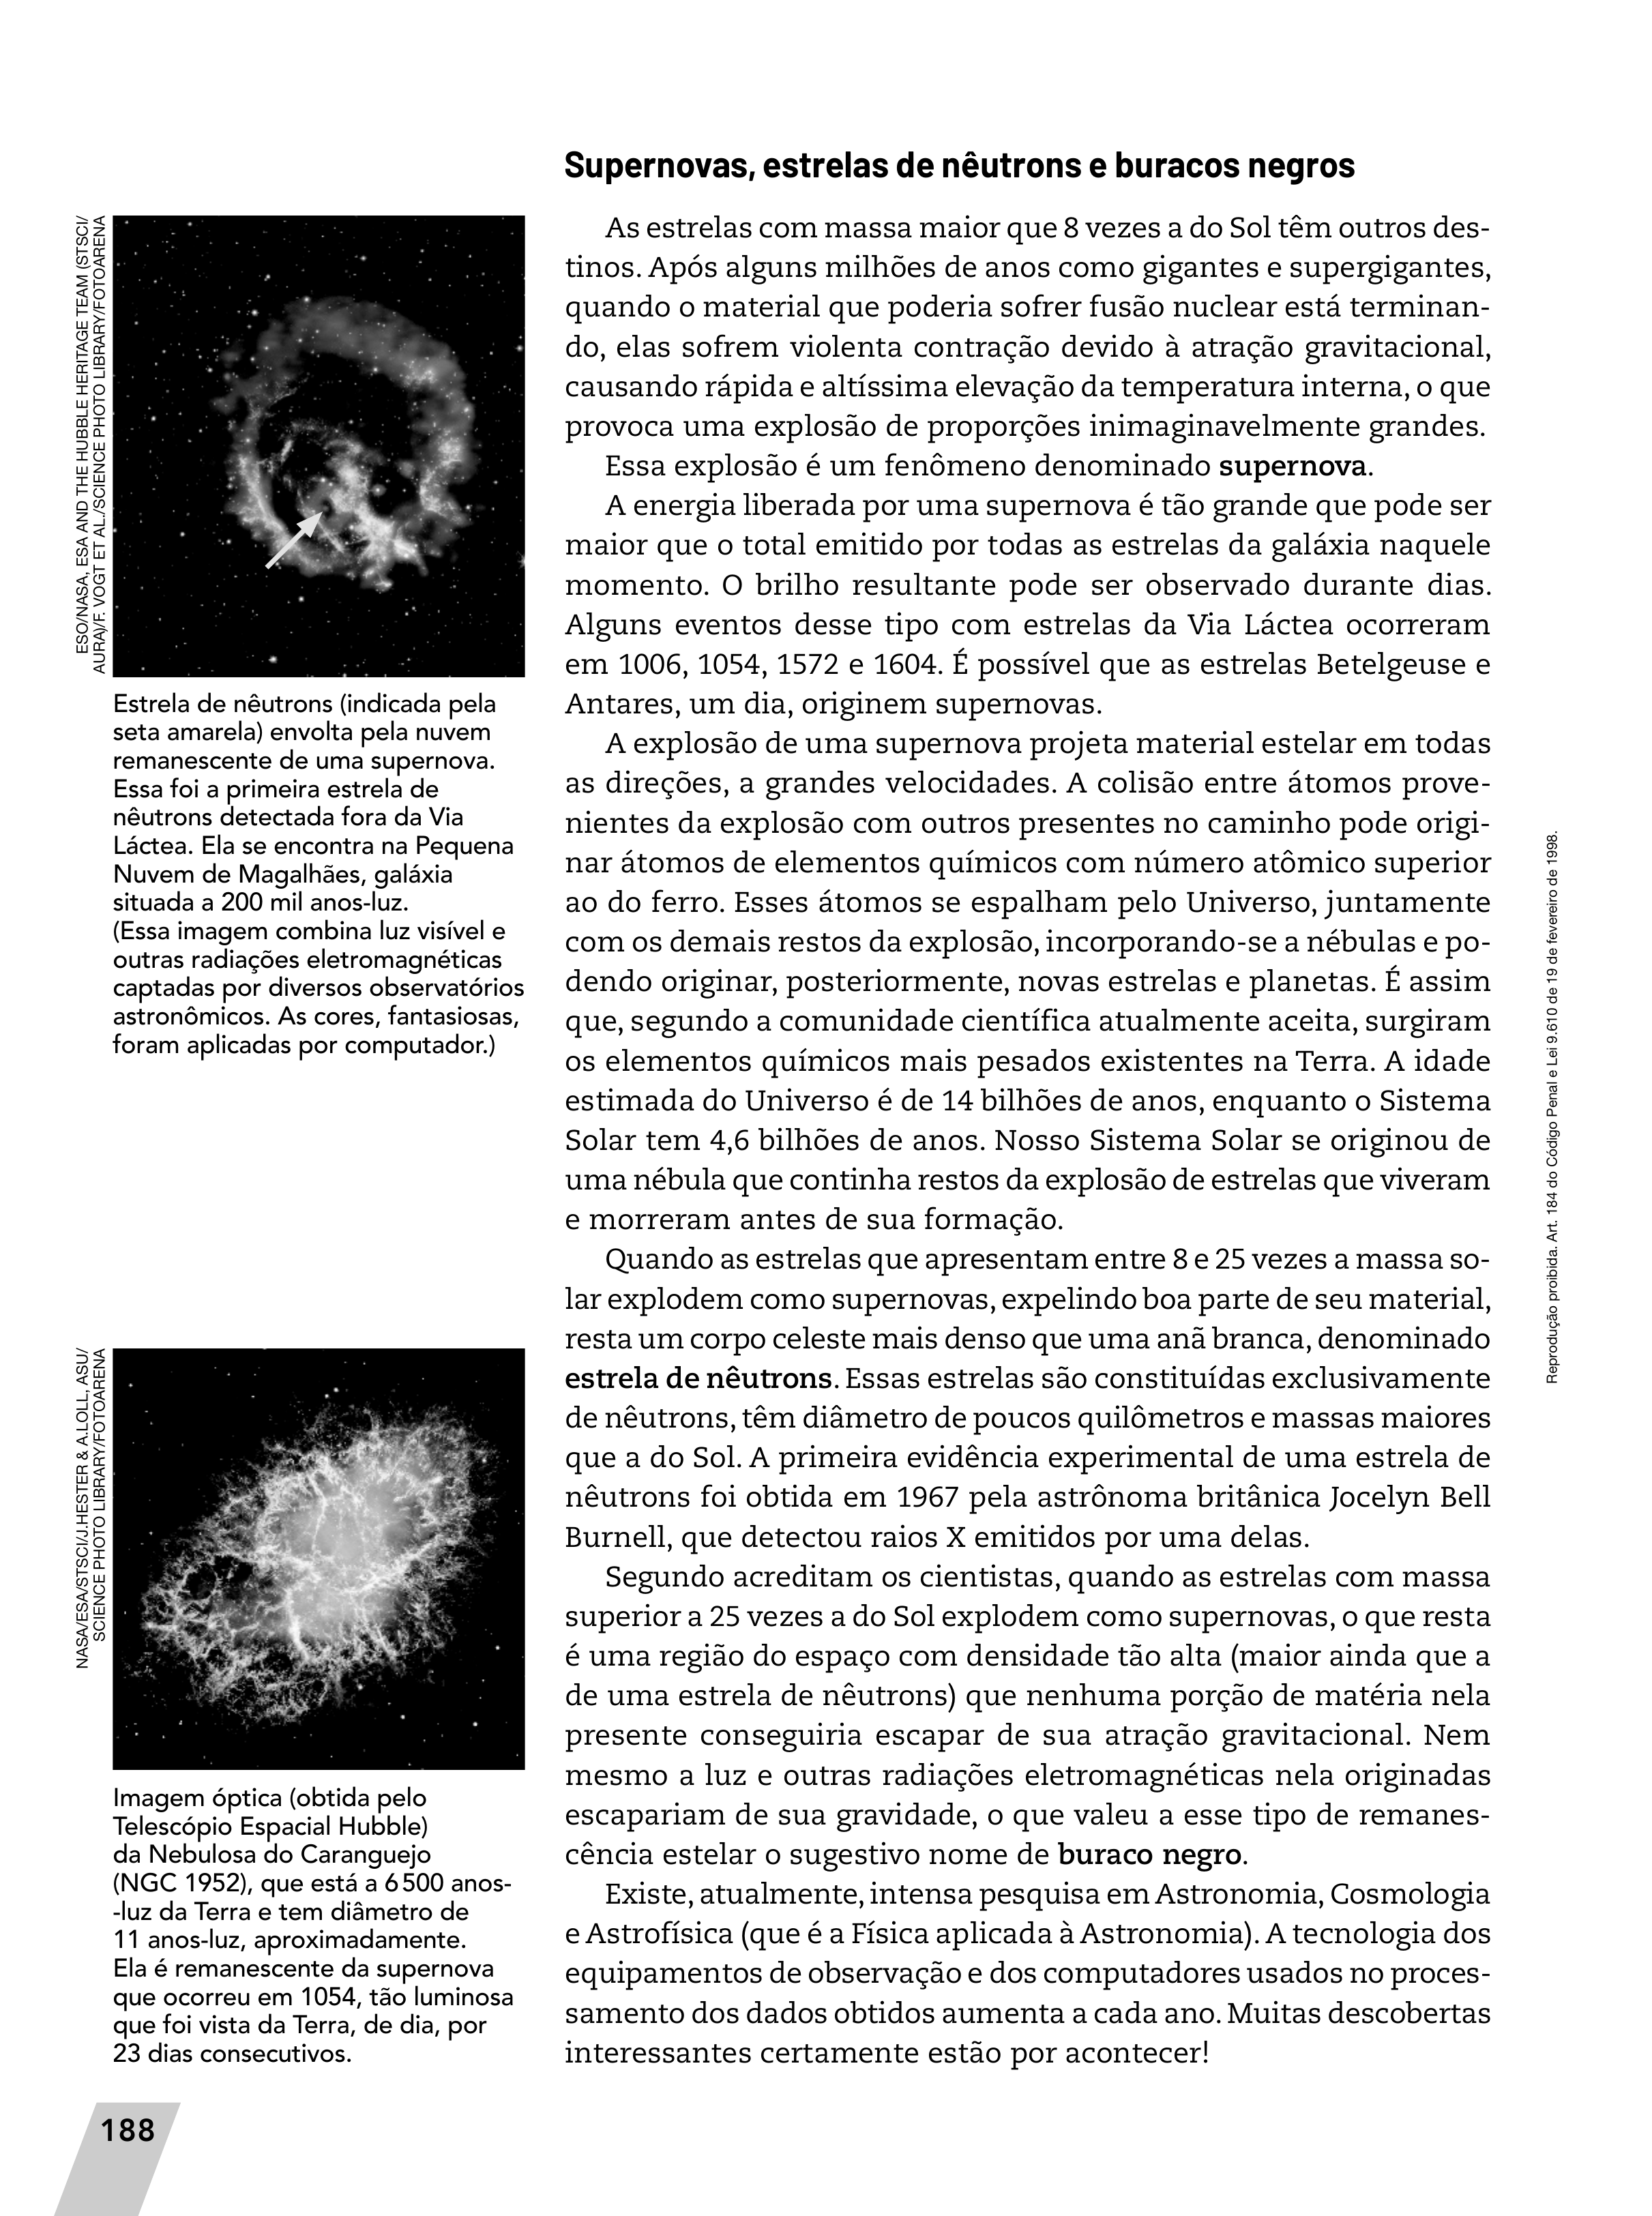 Supernovas, estrelas de nêutrons e buracos negros
As estrelas com massa maior que 8 vezes a do Sol têm outros des-
tinos. Após alguns milhões de anos como gigantes e supergigantes,
quando o material que poderia sofrer fusão nuclear está terminan-
do, elas sofrem violenta contração devido à atração gravitacional,
causando rápida e altíssima elevação da temperatura interna, o que
provoca uma explosão de proporções inimaginavelmente grandes.
Essa explosão é um fenômeno denominado supernova.
A energia liberada por uma supernova é tão grande que pode ser
maior que o total emitido por todas as estrelas da galáxia naquele
momento. O brilho resultante pode ser observado durante dias.
Alguns eventos desse tipo com estrelas da Via Láctea ocorreram
em 1006, 1054, 1572 e 1604. É possível que as estrelas Betelgeuse e
Antares, um dia, originem supernovas.
A explosão de uma supernova projeta material estelar em todas
as direções, a grandes velocidades. A colisão entre átomos prove-
nientes da explosão com outros presentes no caminho pode origi-
nar átomos de elementos químicos com número atômico superior
ao do ferro. Esses átomos se espalham pelo Universo, juntamente
com os demais restos da explosão, incorporando-se a nébulas e po-
dendo originar, posteriormente, novas estrelas e planetas. É assim
que, segundo a comunidade científica atualmente aceita, surgiram
os elementos químicos mais pesados existentes na Terra. A idade
estimada do Universo é de 14 bilhões de anos, enquanto o Sistema
Solar tem 4,6 bilhões de anos. Nosso Sistema Solar se originou de
uma nébula que continha restos da explosão de estrelas que viveram
e morreram antes de sua formação.
Quando as estrelas que apresentam entre 8 e 25 vezes a massa so-
lar explodem como supernovas, expelindo boa parte de seu material,
resta um corpo celeste mais denso que uma anã branca, denominado
estrela de nêutrons. Essas estrelas são constituídas exclusivamente
de nêutrons, têm diâmetro de poucos quilômetros e massas maiores
que a do Sol. A primeira evidência experimental de uma estrela de
nêutrons foi obtida em 1967 pela astrônoma britânica Jocelyn Bell
Burnell, que detectou raios X emitidos por uma delas.
Segundo acreditam os cientistas, quando as estrelas com massa
superior a 25 vezes a do Sol explodem como supernovas, o que resta
é uma região do espaço com densidade tão alta (maior ainda que a
de uma estrela de nêutrons) que nenhuma porção de matéria nela
presente conseguiria escapar de sua atração gravitacional. Nem
mesmo a luz e outras radiações eletromagnéticas nela originadas
escapariam de sua gravidade, o que valeu a esse tipo de remanes-
cência estelar o sugestivo nome de buraco negro.
Existe, atualmente, intensa pesquisa em Astronomia, Cosmologia
e Astrofísica (que é a Física aplicada à Astronomia). A tecnologia dos
equipamentos de observação e dos computadores usados no proces-
samento dos dados obtidos aumenta a cada ano. Muitas descobertas
interessantes certamente estão por acontecer!
ESO/NASA, ESA AND THE HUBBLE HERITAGE TEAM (STSCI/
AURA)/F. VOGT ET AL./SCIENCE PHOTO LIBRARY/FOTOARENA
Estrela de nêutrons (indicada pela
seta amarela) envolta pela nuvem
remanescente de uma supernova.
Essa foi a primeira estrela de
nêutrons detectada fora da Via
Láctea. Ela se encontra na Pequena
Nuvem de Magalhães, galáxia
situada a 200 mil anos-luz.
(Essa imagem combina luz visível e
outras radiações eletromagnéticas
captadas por diversos observatórios
astronômicos. As cores, fantasiosas,
foram aplicadas por computador.)
NASA/ESA/STSCI/J.HESTER & A.LOLL, ASU/
SCIENCE PHOTO LIBRARY/FOTOARENA
Imagem óptica (obtida pelo
Telescópio Espacial Hubble)
da Nebulosa do Caranguejo
(NGC 1952), que está a 6 500 anos-
-luz da Terra e tem diâmetro de
11 anos-luz, aproximadamente.
Ela é remanescente da supernova
que ocorreu em 1054, tão luminosa
que foi vista da Terra, de dia, por
23 dias consecutivos.
Reprodução proibida. Art. 184 do Código Penal e Lei 9.610 de 19 de fevereiro de 1998.
188